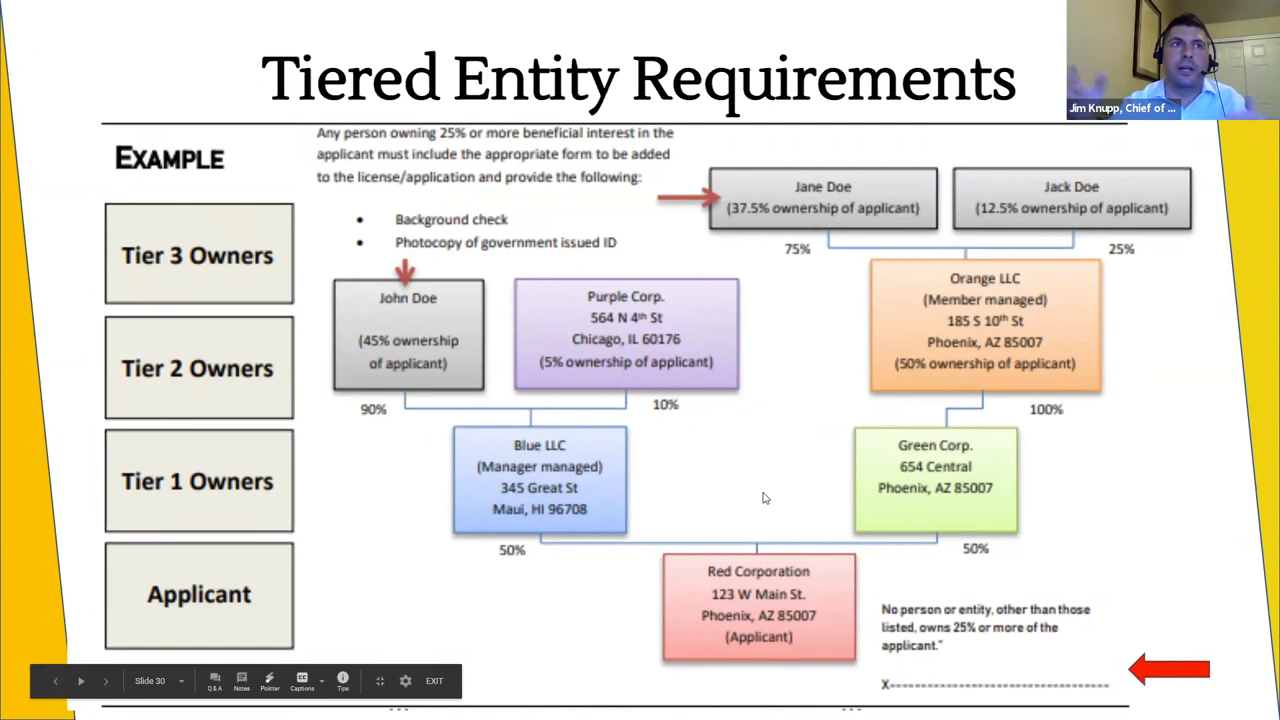 Tiered Entity Requirements
Jim Knupp, Chief of ...
EXAMPLE
Any person owning 25% or more beneficial interest in the
applicant must include the appropriate form to be added
to the license/application and provide the following:
• Background check
• Photocopy of government issued ID
Tier 3 Owners
Jane Doe
(37.5% ownership of applicant)
Jack Doe
(12.5% ownership of applicant)
75%
25%
Tier 2 Owners
John Doe
(45% ownership
of applicant)
Purple Corp.
564 N 4th St
Chicago, IL 60176
(5% ownership of applicant)
Orange LLC
(Member managed)
185 S 10th St
Phoenix, AZ 85007
(50% ownership of applicant)
90%
10%
100%
Tier 1 Owners
Blue LLC
(Manager managed)
345 Great St
Maui, HI 96708
Green Corp.
654 Central
Phoenix, AZ 85007
50%
50%
Applicant
Red Corporation
123 W Main St.
Phoenix, AZ 85007
(Applicant)
No person or entity, other than those
listed, owns 25% or more of the
applicant."
X-----------------------------------
Slide 30
Q & A
Notes
Pointer
Captions
Tips
EXIT